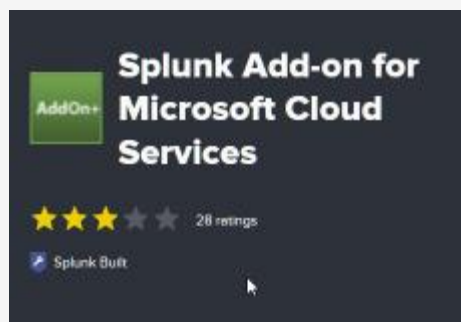 Splunk Add-on for
AddOn+
Microsoft Cloud
Services
28 ratings
Splunk Built